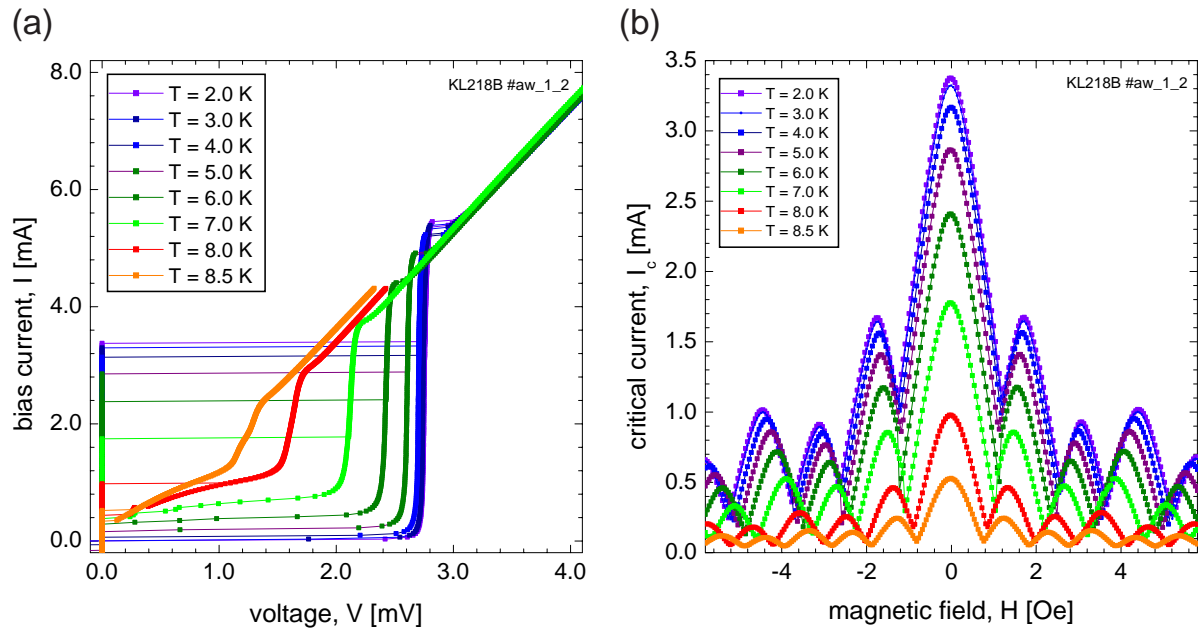 (a)
KL218B #aw_1_2
T = 2.0 K
T = 3.0 K
T = 4.0 K
T = 5.0 K
T = 6.0 K
T = 7.0 K
T = 8.0 K
T = 8.5 K
8.0
6.0
4.0
2.0
0.0
bias current, I [mA]
0.0 1.0 2.0 3.0 4.0
voltage, V [mV]
(b)
KL218B #aw_1_2
T = 2.0 K
T = 3.0 K
T = 4.0 K
T = 5.0 K
T = 6.0 K
T = 7.0 K
T = 8.0 K
T = 8.5 K
3.5
3.0
2.5
2.0
1.5
1.0
0.5
0.0
critical current, I_c [mA]
-4 -2 0 2 4
magnetic field, H [Oe]